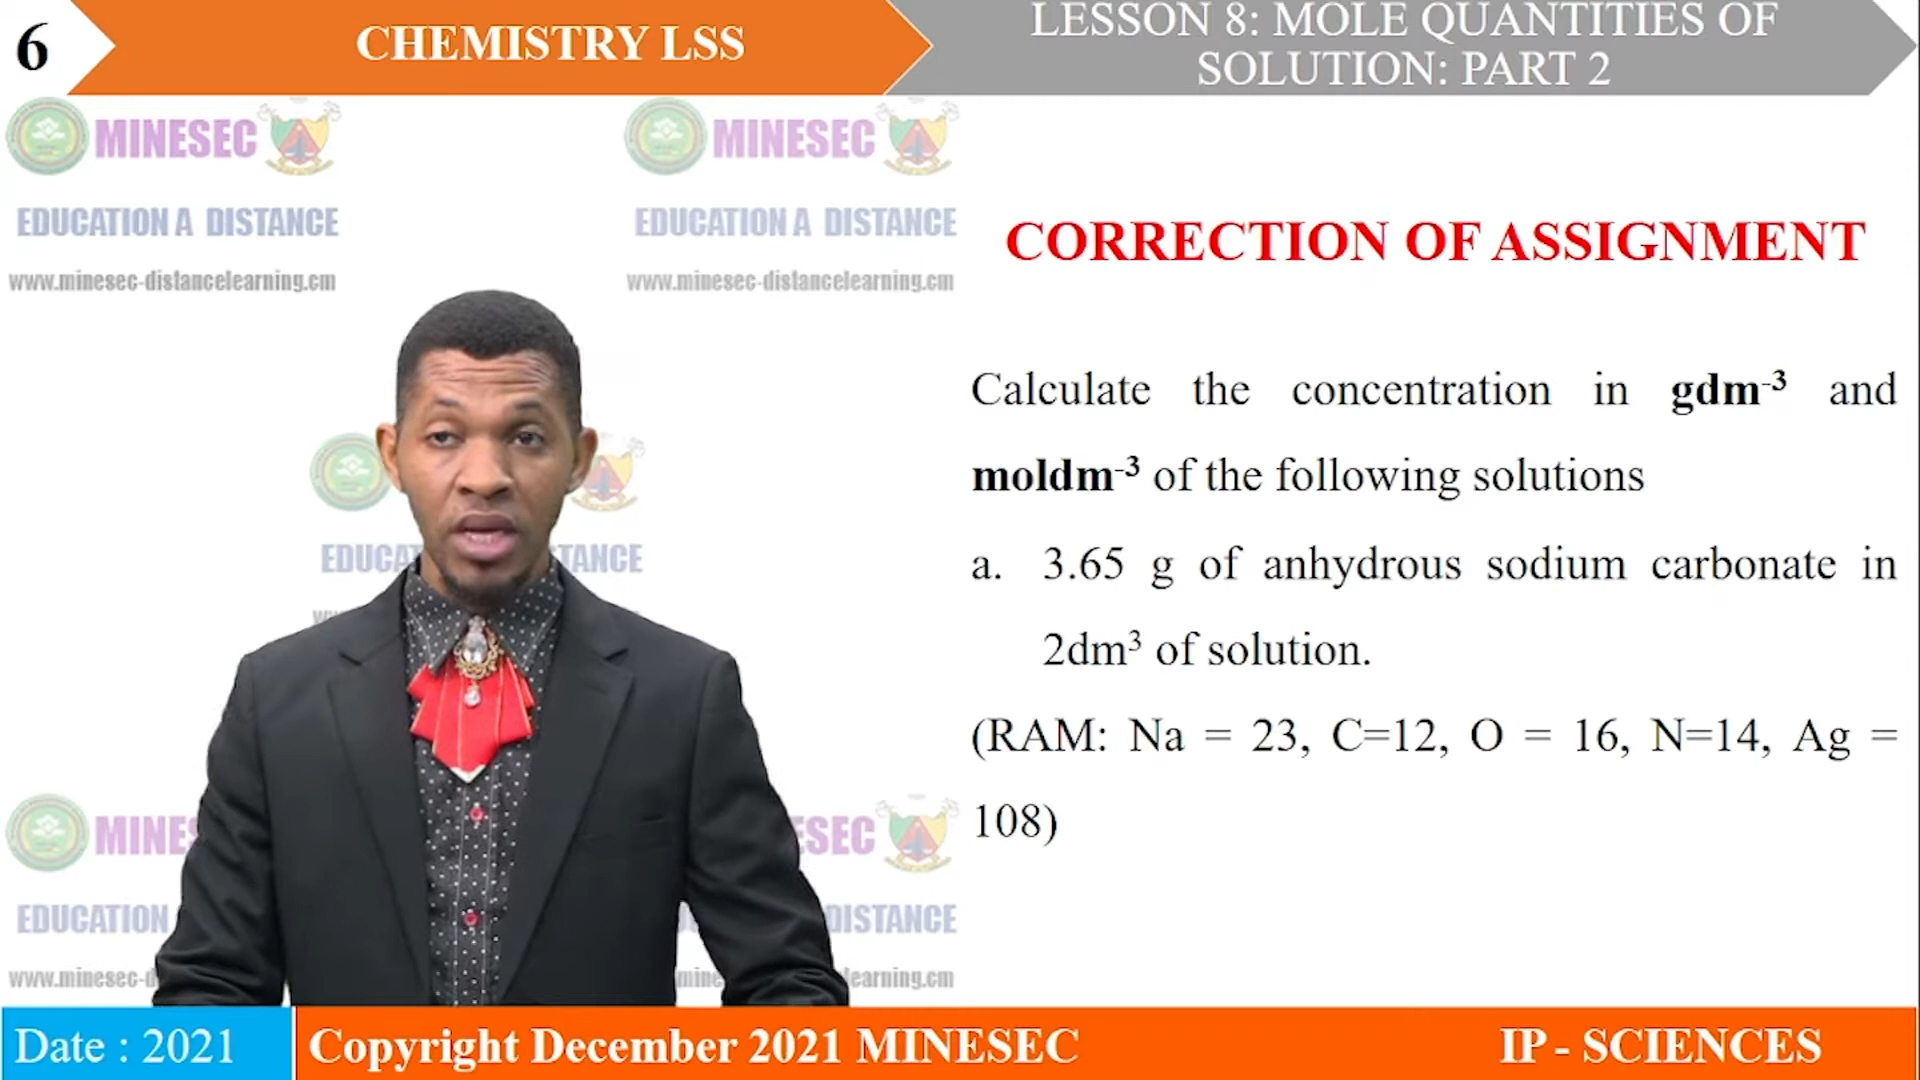 6
CHEMISTRY LSS
LESSON 8: MOLE QUANTITIES OF
SOLUTION: PART 2
MINESEC
MINESEC
EDUCATION A DISTANCE
EDUCATION A DISTANCE
www.minesec-distancelearning.cm
www.minesec-distancelearning.cm
CORRECTION OF ASSIGNMENT
Calculate the concentration in gdm⁻³ and
moldm⁻³ of the following solutions
a. 3.65 g of anhydrous sodium carbonate in
2dm³ of solution.
(RAM: Na = 23, C=12, O = 16, N=14, Ag =
108)
Date : 2021
Copyright December 2021 MINESEC
IP - SCIENCES